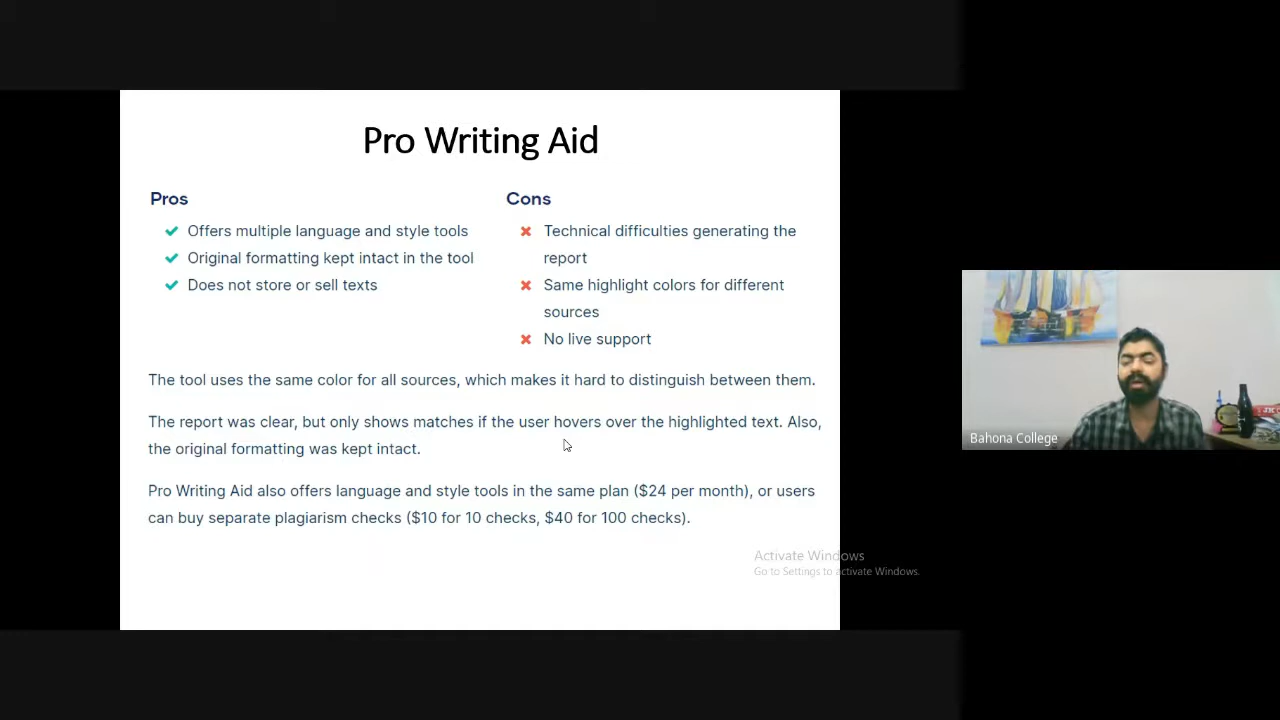 Pro Writing Aid
Pros
Offers multiple language and style tools
Original formatting kept intact in the tool
Does not store or sell texts
Cons
Technical difficulties generating the
report
Same highlight colors for different
sources
No live support
The tool uses the same color for all sources, which makes it hard to distinguish between them.
The report was clear, but only shows matches if the user hovers over the highlighted text. Also,
the original formatting was kept intact.
Pro Writing Aid also offers language and style tools in the same plan ($24 per month), or users
can buy separate plagiarism checks ($10 for 10 checks, $40 for 100 checks).
Activate Windows
Go to Settings to activate Windows.
Bahona College